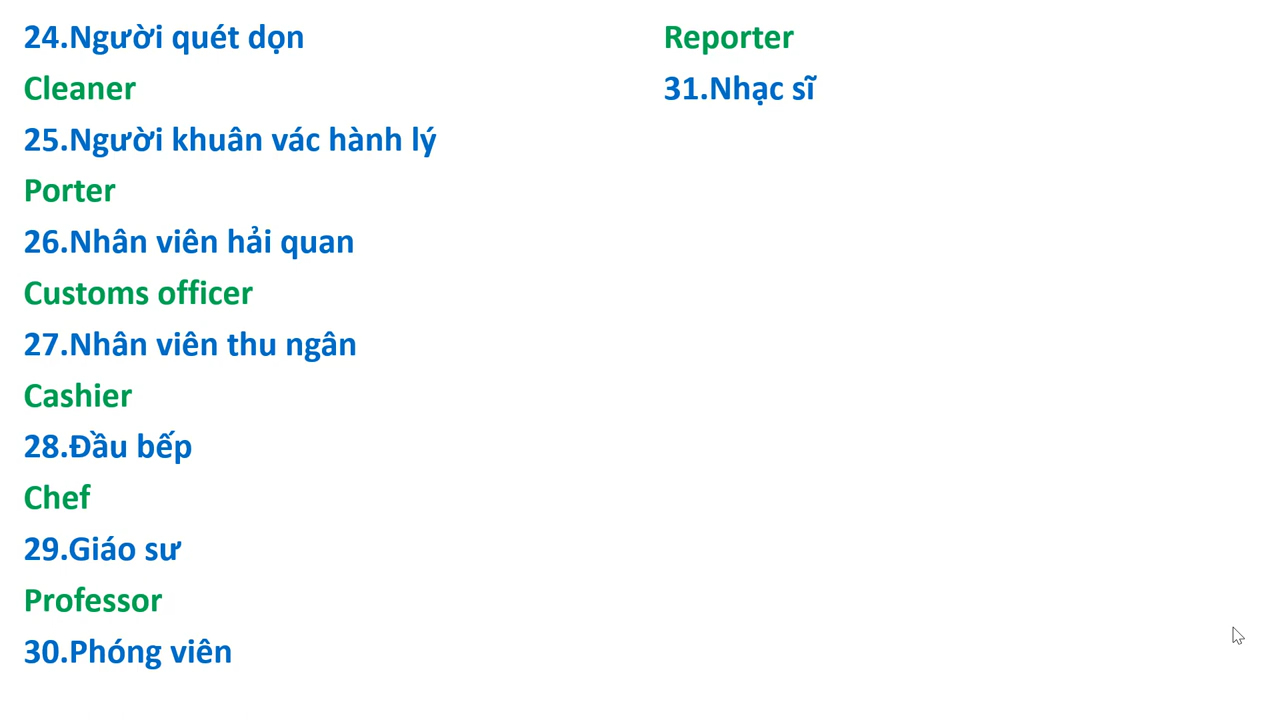 24.Người quét dọn
Cleaner
25.Người khuân vác hành lý
Porter
26.Nhân viên hải quan
Customs officer
27.Nhân viên thu ngân
Cashier
28.Đầu bếp
Chef
29.Giáo sư
Professor
30.Phóng viên
Reporter
31.Nhạc sĩ